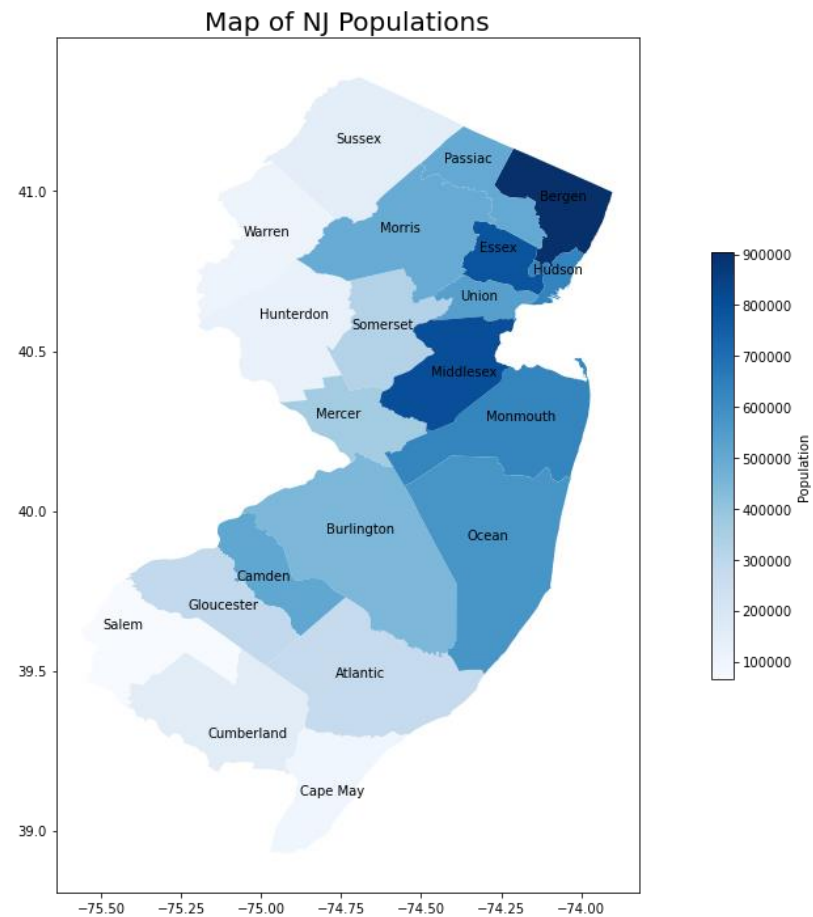 Map of NJ Populations
Sussex
Passiac
Bergen
41.0
Warren
Morris
Essex
Hudson
900000
Union
800000
Hunterdon
Somerset
40.5
700000
Middlesex
Mercer
Monmouth
600000
Population
500000
40.0
Burlington
Ocean
400000
Camden
300000
Gloucester
Salem
200000
39.5
Atlantic
100000
Cumberland
Cape May
39.0
−75.50 −75.25 −75.00 −74.75 −74.50 −74.25 −74.00